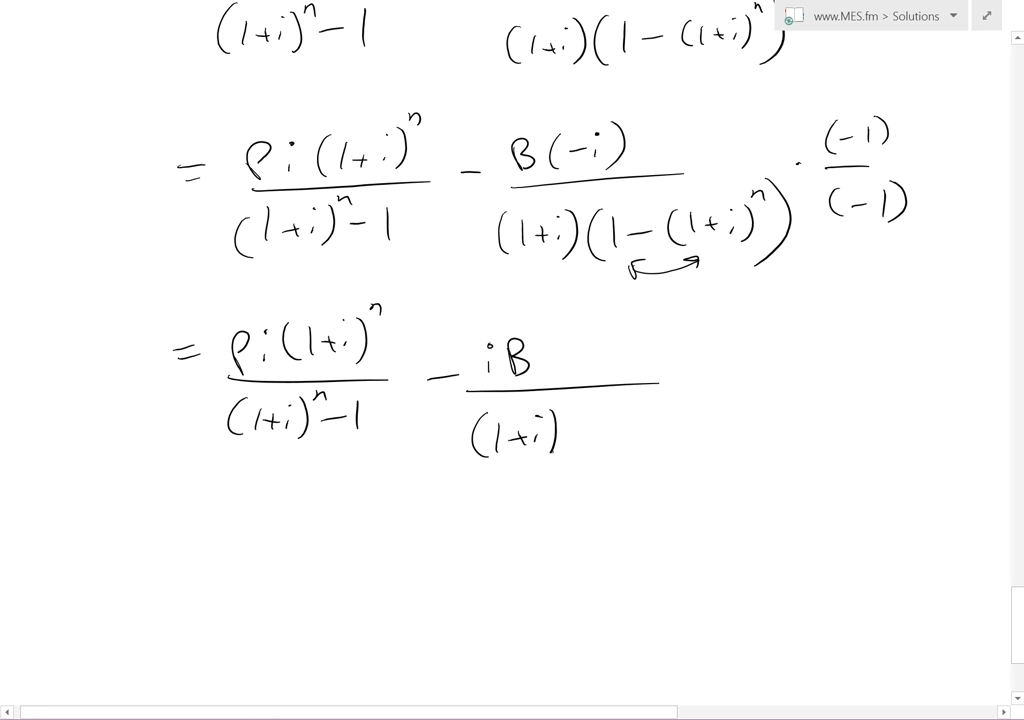 www.MES.fm > Solutions
(1+i)^n - 1 (1+i)(1 - (1+i)^n)
= Pi(1+i)^n / ((1+i)^n - 1) - B(-i) / ((1+i)(1 - (1+i)^n)) · (-1) / (-1)
= Pi(1+i)^n / ((1+i)^n - 1) - iB / (1+i)